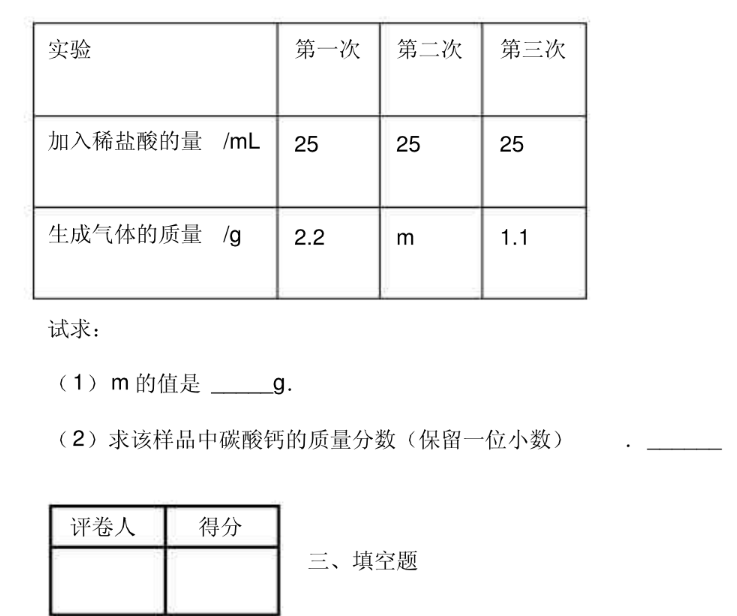 实验 第一次 第二次 第三次
加入稀盐酸的量 /mL 25 25 25
生成气体的质量 /g 2.2 m 1.1
试求：
（1）m 的值是 _____g.
（2）求该样品中碳酸钙的质量分数（保留一位小数） . ______
评卷人 得分
三、填空题